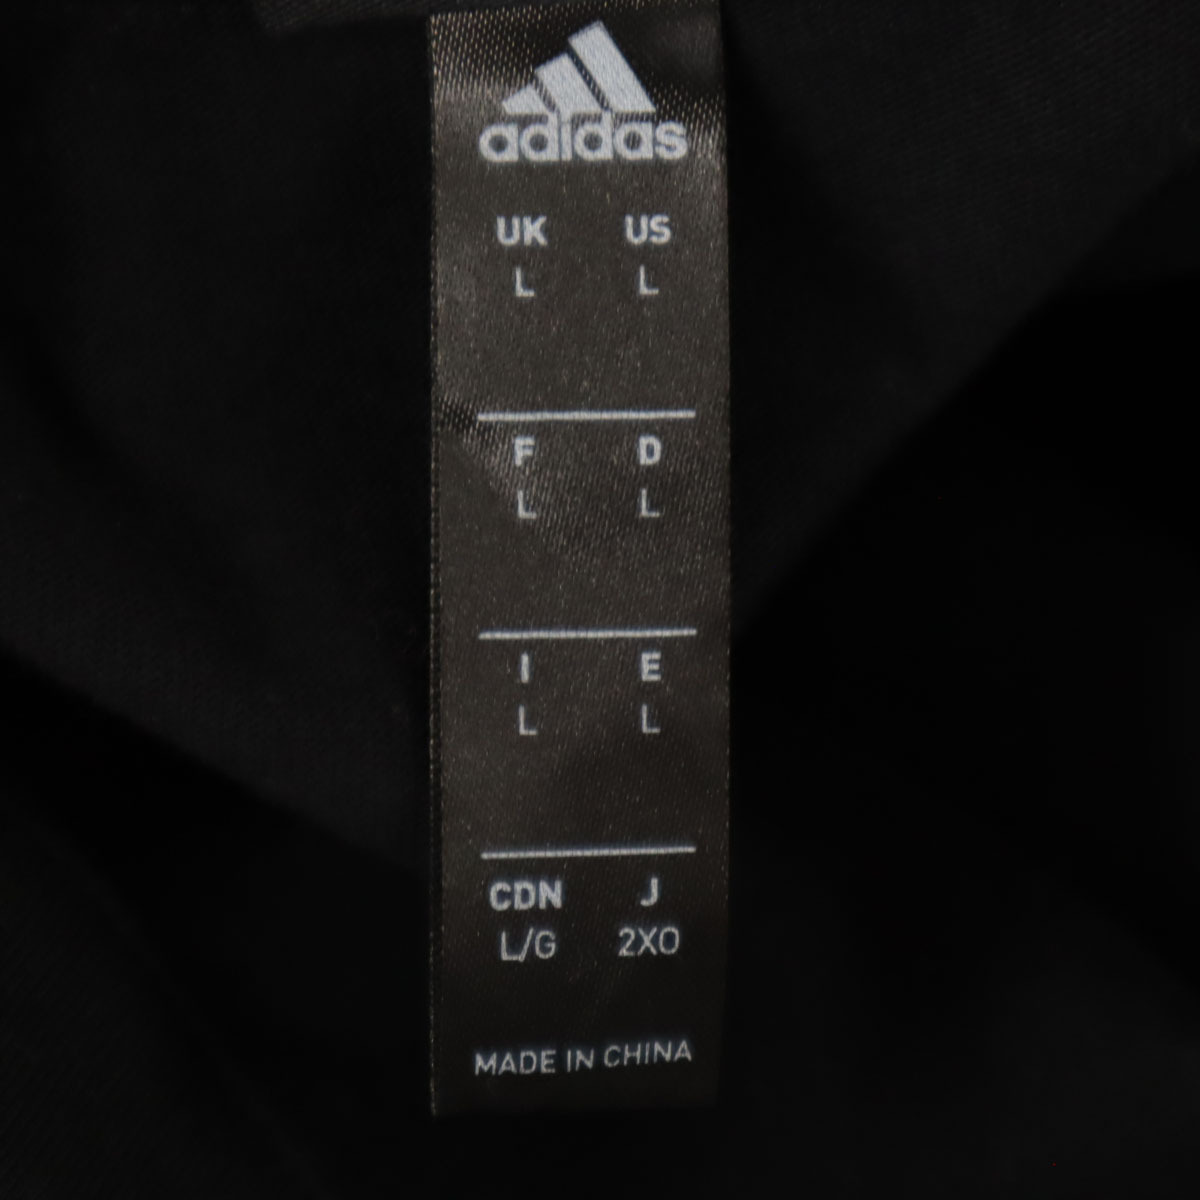 adidas
UK US
L L
F D
L L
I E
L L
CDN J
L/G 2XO
MADE IN CHINA